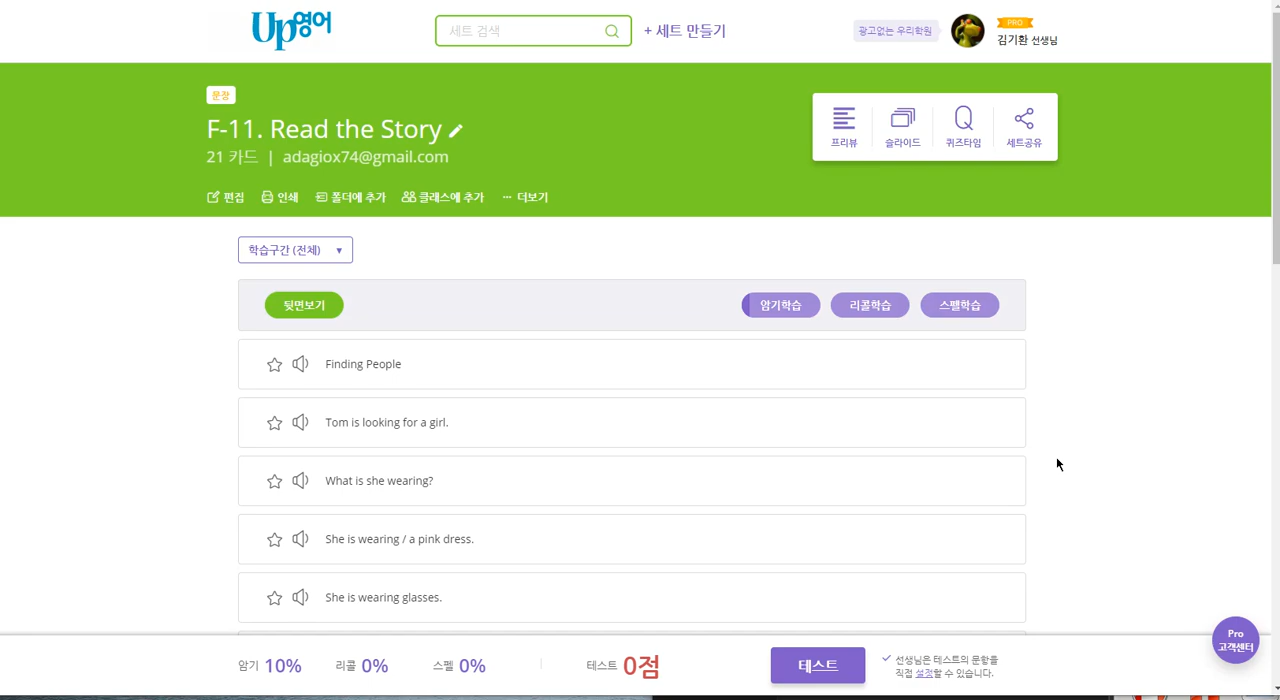 Up영어
세트 검색
+ 세트 만들기
광고없는 우리학원
PRO
김기환 선생님
문장
F-11. Read the Story
21 카드 | adagiox74@gmail.com
프리뷰
슬라이드
퀴즈타임
세트공유
편집
인쇄
폴더에 추가
클래스에 추가
··· 더보기
학습구간 (전체) ▼
뒷면보기
암기학습
리콜학습
스펠학습
Finding People
Tom is looking for a girl.
What is she wearing?
She is wearing / a pink dress.
She is wearing glasses.
Pro
고객센터
암기 10%
리콜 0%
스펠 0%
테스트 0점
테스트
선생님은 테스트의 문항을
직접 설정할 수 있습니다.